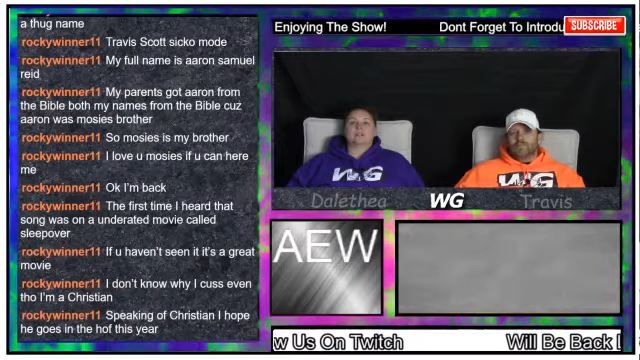 a thug name
rockywinner11 Travis Scott sicko mode
rockywinner11 My full name is aaron samuel
reid
rockywinner11 My parents got aaron from
the Bible both my names from the Bible cuz
aaron was mosies brother
rockywinner11 So mosies is my brother
rockywinner11 I love u mosies if u can here
me
rockywinner11 Ok I'm back
rockywinner11 The first time I heard that
song was on a underated movie called
sleepover
rockywinner11 If u haven't seen it it's a great
movie
rockywinner11 I don't know why I cuss even
tho I'm a Christian
rockywinner11 Speaking of Christian I hope
he goes in the hof this year
Enjoying The Show! Dont Forget To Introdu
SUBSCRIBE
WG
WG
Dalethea WG Travis
AEW
w Us On Twitch Will Be Back